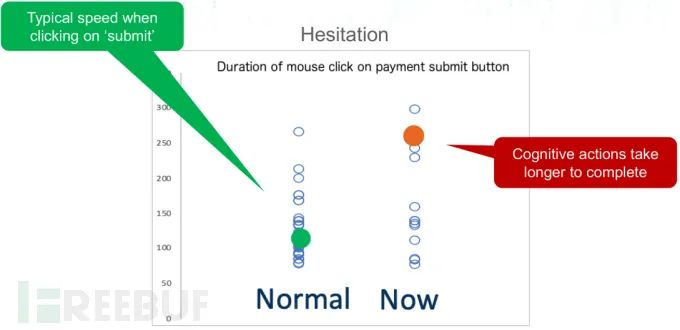 Typical speed when
clicking on ‘submit’
Hesitation
Duration of mouse click on payment submit button
300
250
200
150
100
50
0
Cognitive actions take
longer to complete
Normal Now
FREEBUF